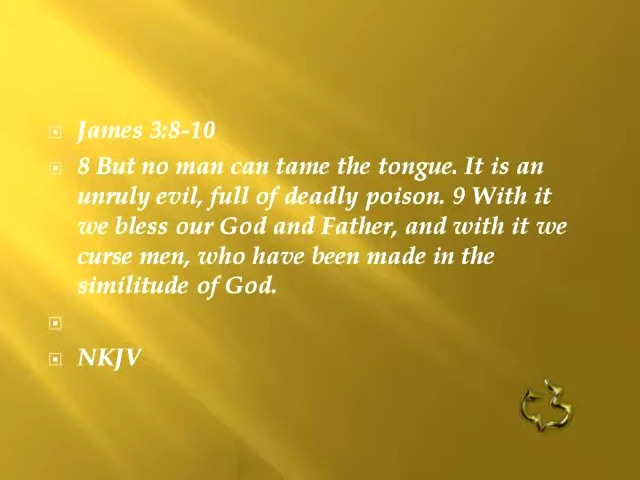 James 3:8-10
8 But no man can tame the tongue. It is an
unruly evil, full of deadly poison. 9 With it
we bless our God and Father, and with it we
curse men, who have been made in the
similitude of God.
NKJV